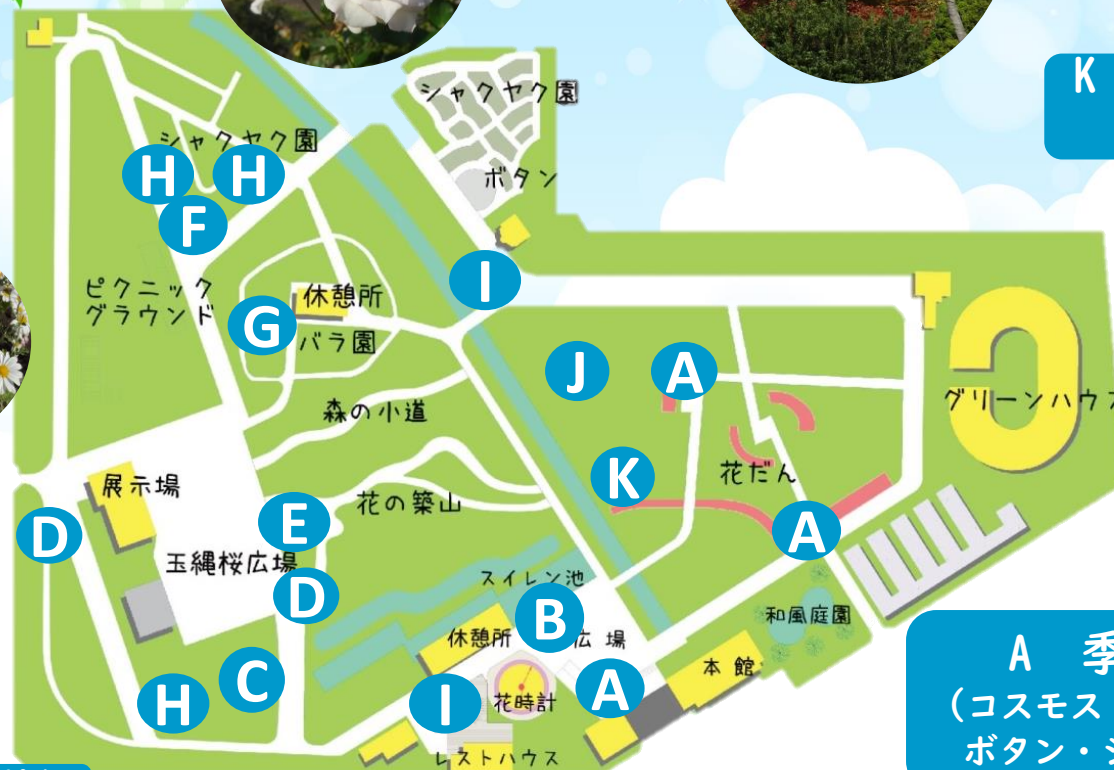 K
シャクヤク園
シャクヤク園
H
H
ボタン
F
I
ピクニック
グラウンド
休憩所
G
バラ園
J
A
グリーンハウス
森の小道
展示場
花だん
K
花の築山
D
E
A
玉縄桜広場
スイレン池
D
B
和風庭園
休憩所
広場
本館
C
A
H
I
花時計
レストハウス
A 季
(コスモス
ボタン・